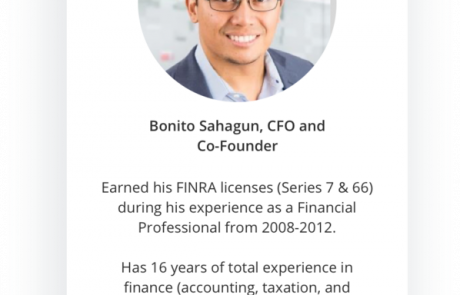 Bonito Sahagun, CFO and
Co-Founder
Earned his FINRA licenses (Series 7 & 66)
during his experience as a Financial
Professional from 2008-2012.
Has 16 years of total experience in
finance (accounting, taxation, and